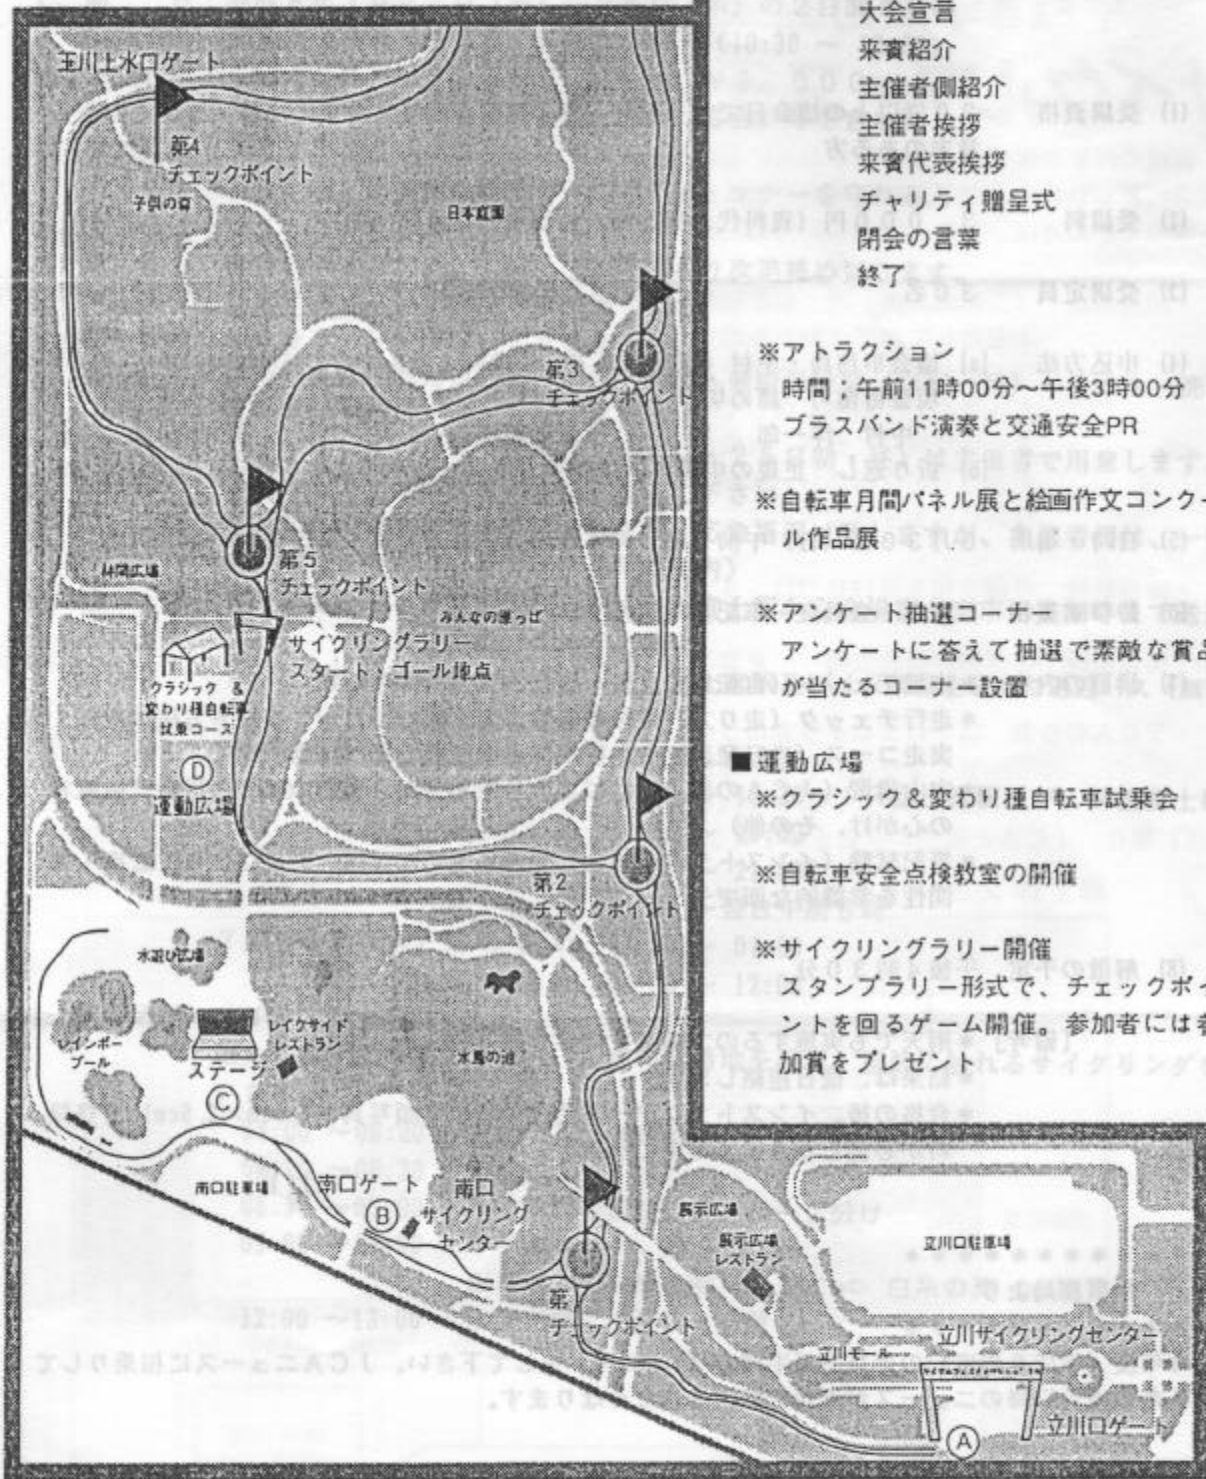 大会宣言
来賓紹介
主催者側紹介
主催者挨拶
来賓代表挨拶
チャリティ贈呈式
閉会の言葉
終了
※アトラクション
時間；午前11時00分～午後3時00分
ブラスバンド演奏と交通安全PR
※自転車月間パネル展と絵画作文コンクー
ル作品展
※アンケート抽選コーナー
アンケートに答えて抽選で素敵な賞品
が当たるコーナー設置
■運動広場
※クラシック＆変わり種自転車試乗会
※自転車安全点検教室の開催
※サイクリングラリー開催
スタンプラリー形式で、チェックポイ
ントを回るゲーム開催。参加者には参
加賞をプレゼント
玉川上水口ゲート
第4
チェックポイント
子供の森
日本庭園
第3
チェックポイント
第5
チェックポイント
みんなの原っぱ
サイクリングラリー
スタート・ゴール地点
クラシック ＆
変わり種自転車
試乗コース
Ⓓ
運動広場
第2
チェックポイント
水遊び広場
レインボー
プール
レイクサイド
レストラン
ステージ
Ⓒ
水鳥の池
南口駐車場
南口ゲート
Ⓑ
南口
サイクリング
センター
展示広場
展示広場
レストラン
立川口駐車場
第1
チェックポイント
立川サイクリングセンター
立川モール
立川口ゲート
Ⓐ